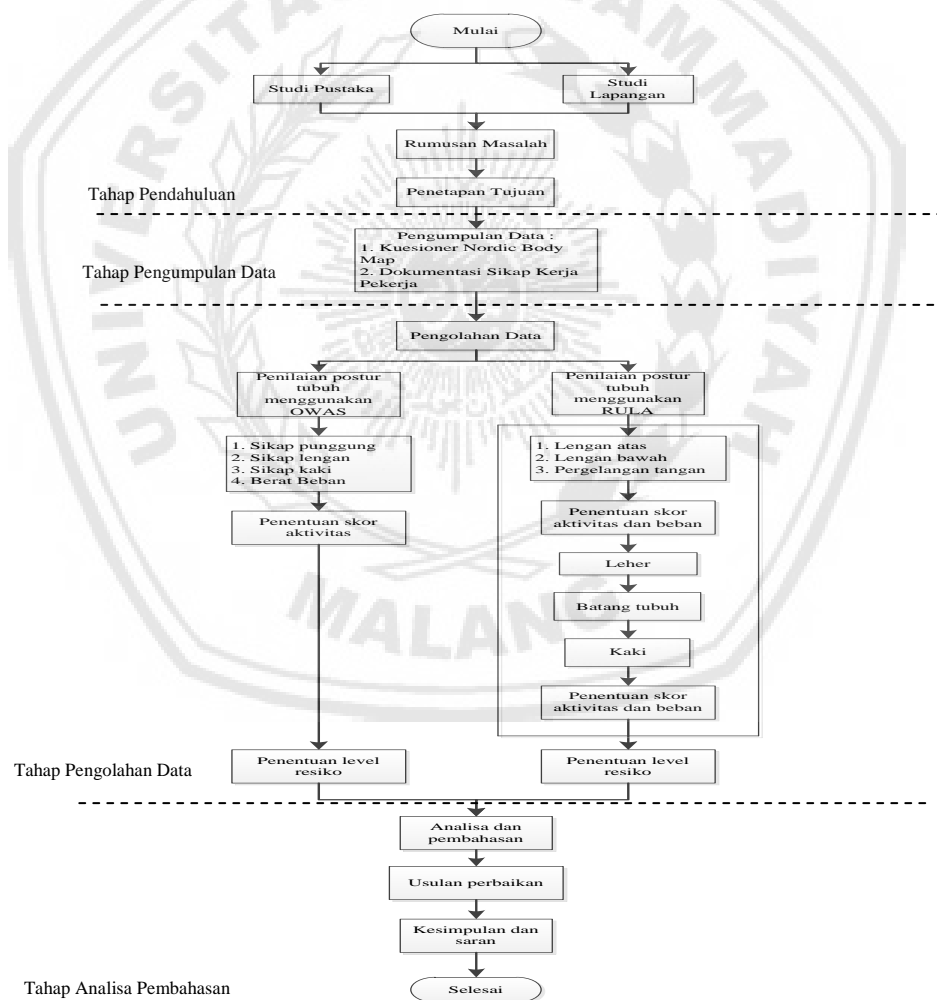 Mulai
Studi Pustaka
Studi
Lapangan
Rumusan Masalah
Tahap Pendahuluan
Penetapan Tujuan
Pengumpulan Data :
1. Kuesioner Nordic Body
Map
2. Dokumentasi Sikap Kerja
Pekerja
Tahap Pengumpulan Data
Pengolahan Data
Penilaian postur
tubuh
menggunakan
OWAS
Penilaian postur
tubuh
menggunakan
RULA
1. Sikap punggung
2. Sikap lengan
3. Sikap kaki
4. Berat Beban
1. Lengan atas
2. Lengan bawah
3. Pergelangan tangan
Penentuan skor
aktivitas
Penentuan skor
aktivitas dan beban
Leher
Batang tubuh
Kaki
Penentuan skor
aktivitas dan beban
Tahap Pengolahan Data
Penentuan level
resiko
Penentuan level
resiko
Analisa dan
pembahasan
Usulan perbaikan
Kesimpulan dan
saran
Tahap Analisa Pembahasan
Selesai
MALANG